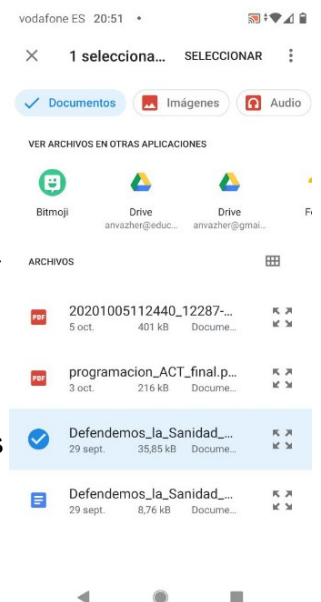 vodafone ES 20:51
1 selecciona... SELECCIONAR
Documentos Imágenes Audio
VER ARCHIVOS EN OTRAS APLICACIONES
Bitmoji Drive Drive
anvazher@educ... anvazher@gmai...
ARCHIVOS
PDF 20201005112440_12287-...
5 oct. 401 kB Docume...
PDF programacion_ACT_final.p...
3 oct. 216 kB Docume...
Defendemos_la_Sanidad_...
29 sept. 35,85 kB Docume...
Defendemos_la_Sanidad_...
29 sept. 8,76 kB Docume...